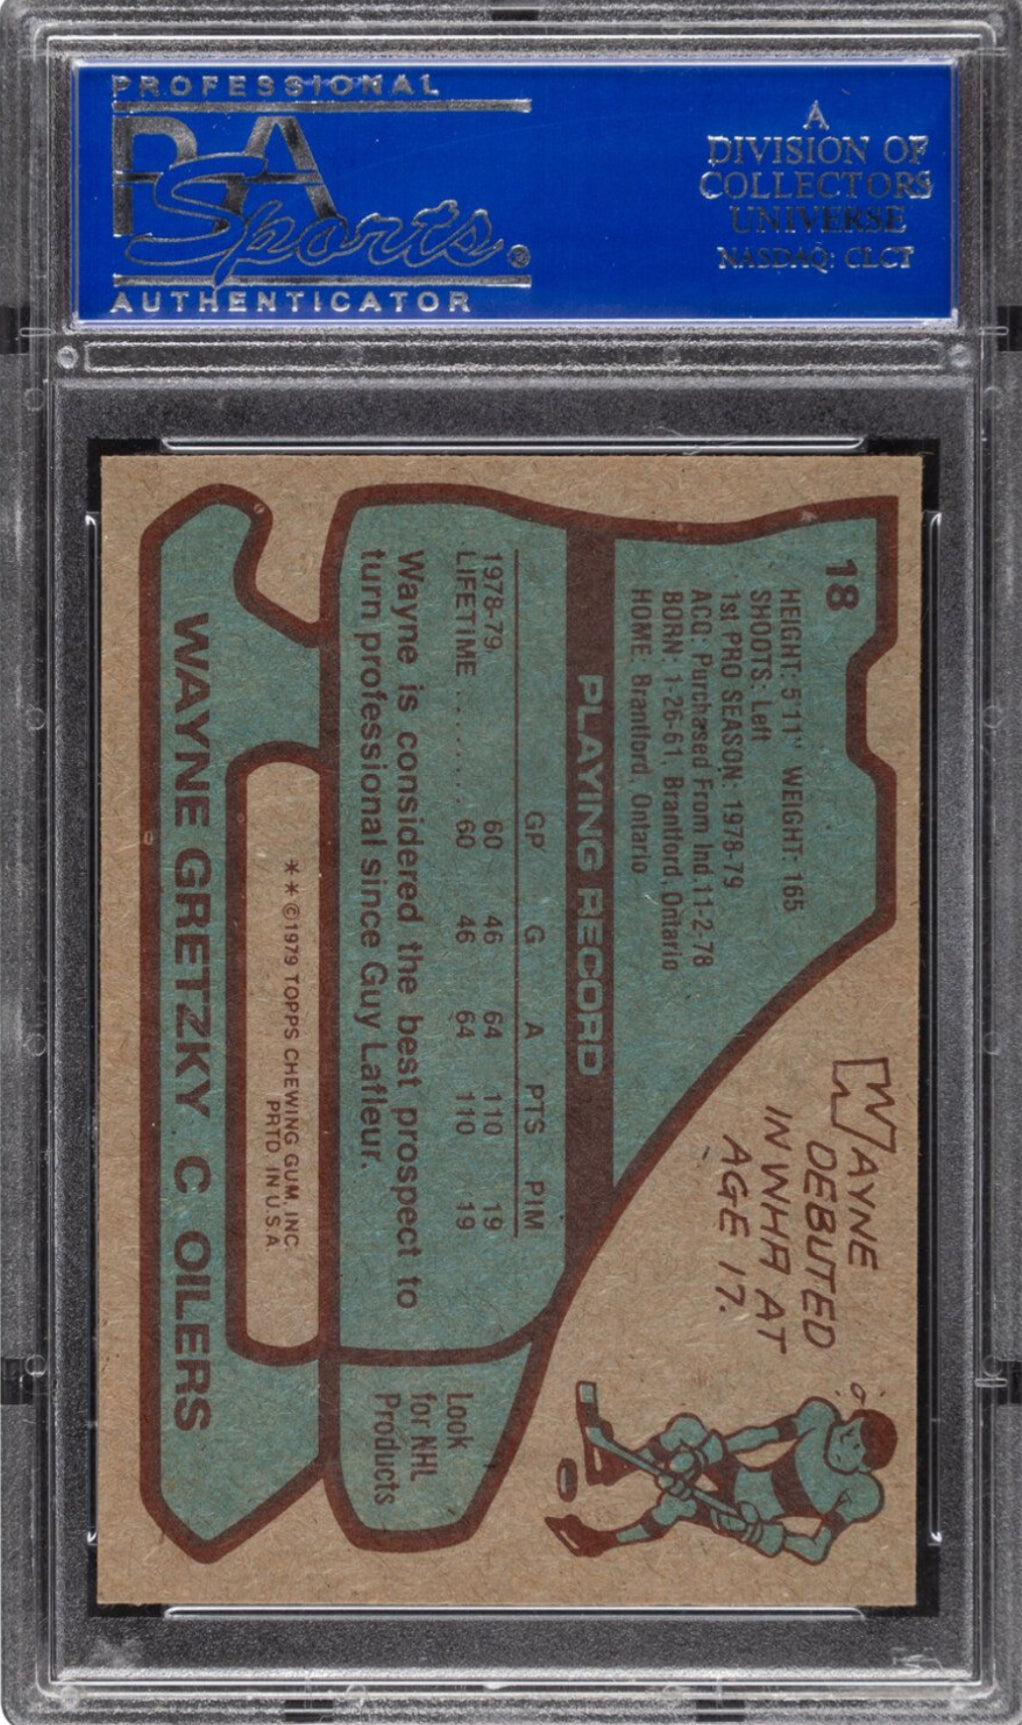 PROFESSIONAL
PSA
Sports®
AUTHENTICATOR
A
DIVISION OF
COLLECTORS
UNIVERSE
NASDAQ: CLCT
18
HEIGHT: 5'11" WEIGHT: 165
SHOOTS: Left
1st PRO SEASON: 1978-79
ACQ: Purchased From Ind 11-2-78
BORN: 1-26-61, Brantford, Ontario
HOME: Brantford, Ontario
WAYNE
DEBUTED
IN WHA AT
AGE 17.
PLAYING RECORD
GP G A PTS PIM
1978-79 60 46 64 110 19
LIFETIME ........ 60 46 64 110 19
Wayne is considered the best prospect to
turn professional since Guy Lafleur.
Look
for NHL
Products
**©1979 TOPPS CHEWING GUM, INC.
PRTD. IN U.S.A.
WAYNE GRETZKY C OILERS